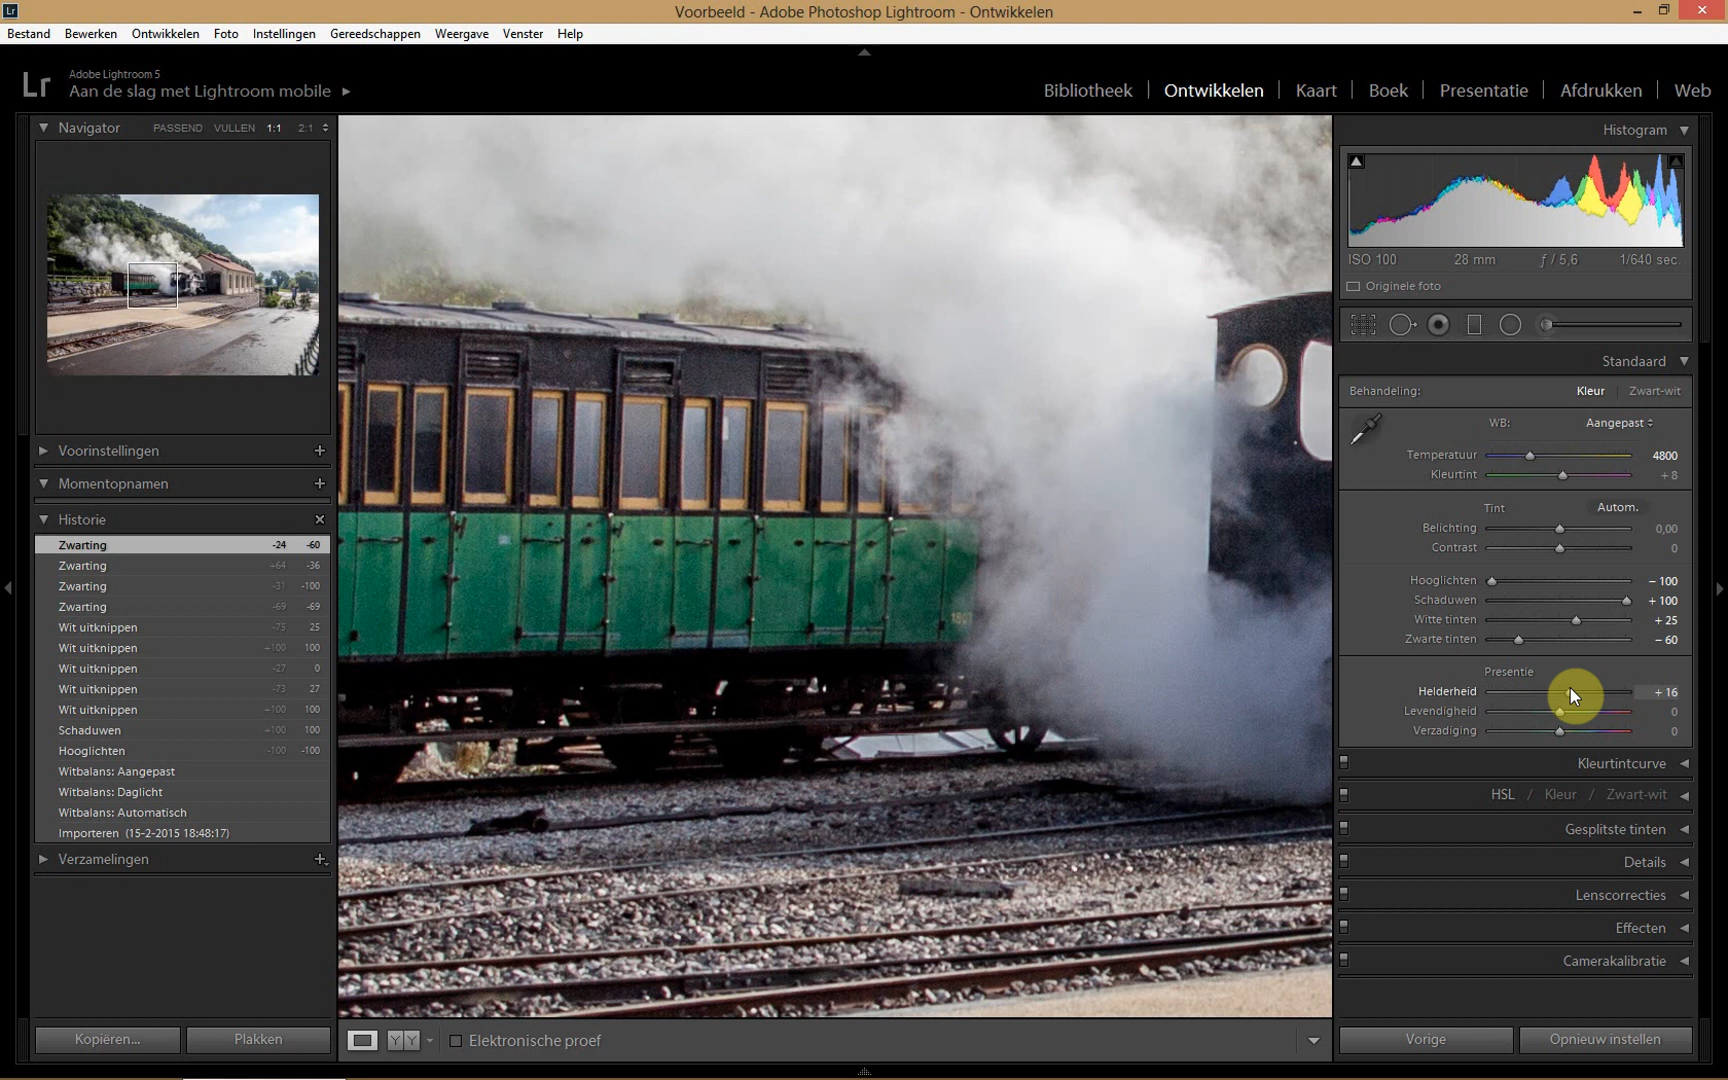 Lr
Voorbeeld - Adobe Photoshop Lightroom - Ontwikkelen
Bestand Bewerken Ontwikkelen Foto Instellingen Gereedschappen Weergave Venster Help
Lr
Adobe Lightroom 5
Aan de slag met Lightroom mobile
Bibliotheek Ontwikkelen Kaart Boek Presentatie Afdrukken Web
Navigator PASSEND VULLEN 1:1 2:1
Voorinstellingen
Momentopnamen
Historie
Zwarting -24 -60
Zwarting +64 -36
Zwarting -31 -100
Zwarting -69 -69
Wit uitknippen -75 25
Wit uitknippen +100 100
Wit uitknippen -27 0
Wit uitknippen -73 27
Wit uitknippen +100 100
Schaduwen +100 100
Hooglichten -100 -100
Witbalans: Aangepast
Witbalans: Daglicht
Witbalans: Automatisch
Importeren (15-2-2015 18:48:17)
Verzamelingen
Kopiëren... Plakken
Y Y Elektronische proef
Histogram
ISO 100 28 mm ƒ / 5,6 1/640 sec.
Originele foto
Standaard
Behandeling: Kleur Zwart-wit
WB: Aangepast
Temperatuur 4800
Kleurtint + 8
Tint Autom.
Belichting 0,00
Contrast 0
Hooglichten − 100
Schaduwen + 100
Witte tinten + 25
Zwarte tinten − 60
Presentie
Helderheid + 16
Levendigheid 0
Verzadiging 0
Kleurtintcurve
HSL / Kleur / Zwart-wit
Gesplitste tinten
Details
Lenscorrecties
Effecten
Camerakalibratie
Vorige Opnieuw instellen